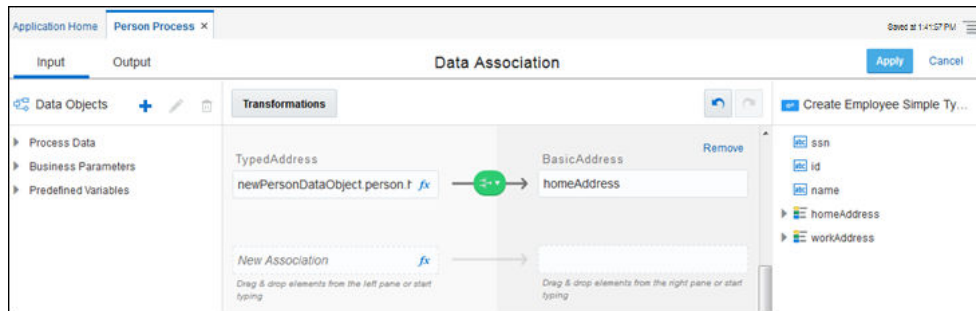 Application Home Person Process ×
Saved at 1:41:57 PM
Input Output Data Association Apply Cancel
Data Objects Transformations Create Employee Simple Ty...
Process Data
Business Parameters
Predefined Variables
Remove
TypedAddress BasicAddress
newPersonDataObject.person.h fx homeAddress
New Association fx
Drag & drop elements from the left pane or start typing
Drag & drop elements from the right pane or start typing
abc ssn
abc id
abc name
homeAddress
workAddress